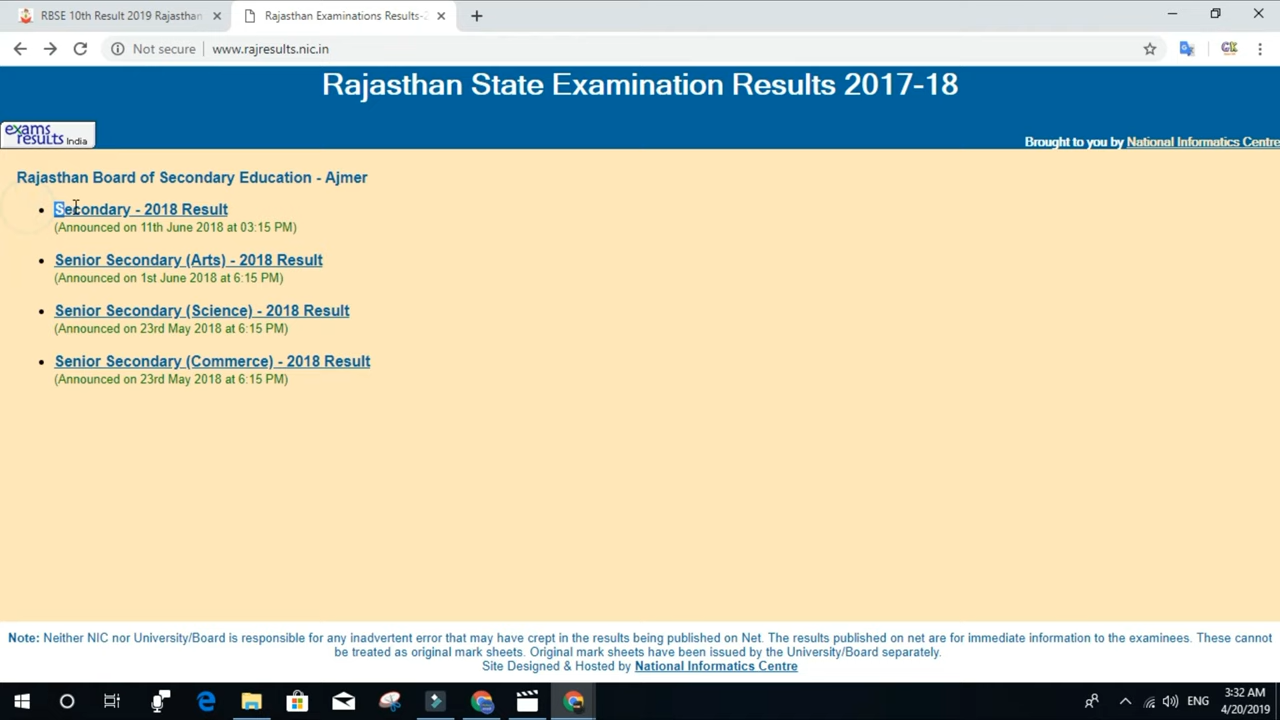 RBSE 10th Result 2019 Rajasthan
Rajasthan Examinations Results-2
Not secure
www.rajresults.nic.in
Rajasthan State Examination Results 2017-18
exams results India
Brought to you by National Informatics Centre
Rajasthan Board of Secondary Education - Ajmer
Secondary - 2018 Result
(Announced on 11th June 2018 at 03:15 PM)
Senior Secondary (Arts) - 2018 Result
(Announced on 1st June 2018 at 6:15 PM)
Senior Secondary (Science) - 2018 Result
(Announced on 23rd May 2018 at 6:15 PM)
Senior Secondary (Commerce) - 2018 Result
(Announced on 23rd May 2018 at 6:15 PM)
Note: Neither NIC nor University/Board is responsible for any inadvertent error that may have crept in the results being published on Net. The results published on net are for immediate information to the examinees. These cannot
be treated as original mark sheets. Original mark sheets have been issued by the University/Board separately.
Site Designed & Hosted by National Informatics Centre
ENG
3:32 AM
4/20/2019